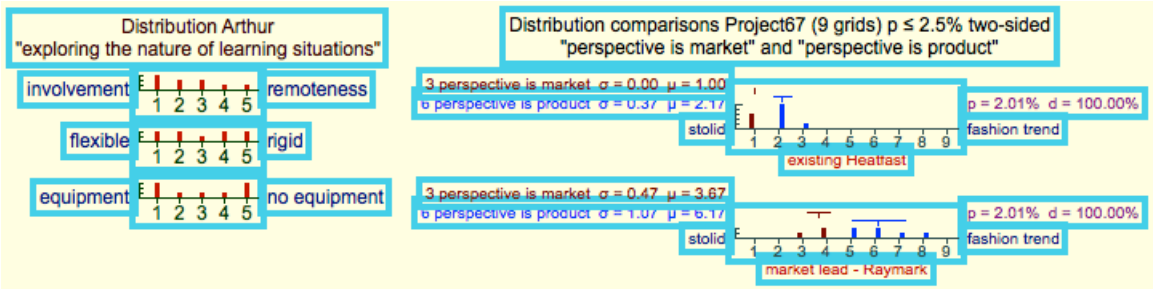 Distribution Arthur
"exploring the nature of learning situations"
involvement 1 2 3 4 5 remoteness
flexible 1 2 3 4 5 rigid
equipment 1 2 3 4 5 no equipment
Distribution comparisons Project67 (9 grids) p ≤ 2.5% two-sided
"perspective is market" and "perspective is product"
3 perspective is market σ = 0.00 μ = 1.00
6 perspective is product σ = 0.37 μ = 2.17
p = 2.01% d = 100.00%
stolid 1 2 3 4 5 6 7 8 9 fashion trend
existing Heatfast
3 perspective is market σ = 0.47 μ = 3.67
6 perspective is product σ = 1.07 μ = 6.17
p = 2.01% d = 100.00%
stolid 1 2 3 4 5 6 7 8 9 fashion trend
market lead - Raymark